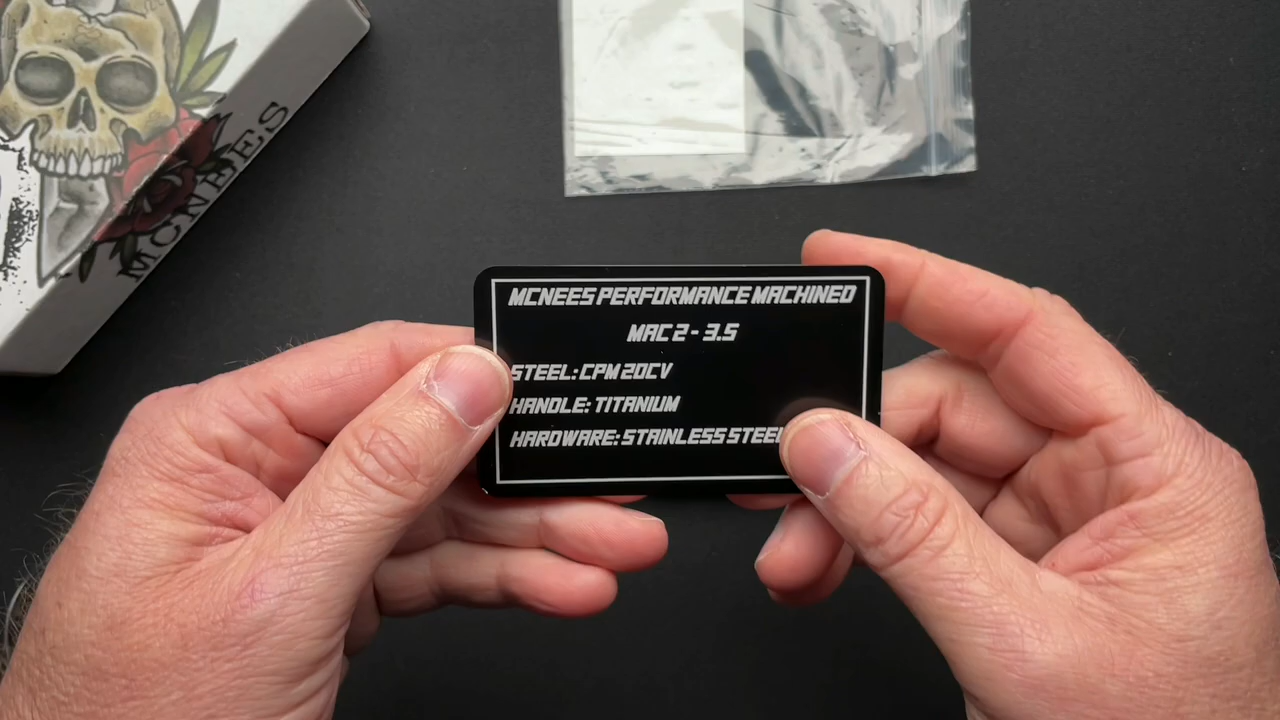 MCNEES
MCNEES PERFORMANCE MACHINED
MAC 2 - 3.5
STEEL: CPM 20CV
HANDLE: TITANIUM
HARDWARE: STAINLESS STEEL